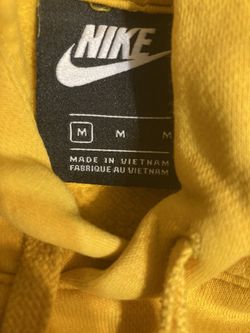 NIKE
M M M
MADE IN VIETNAM
FABRIQUE AU VIETNAM